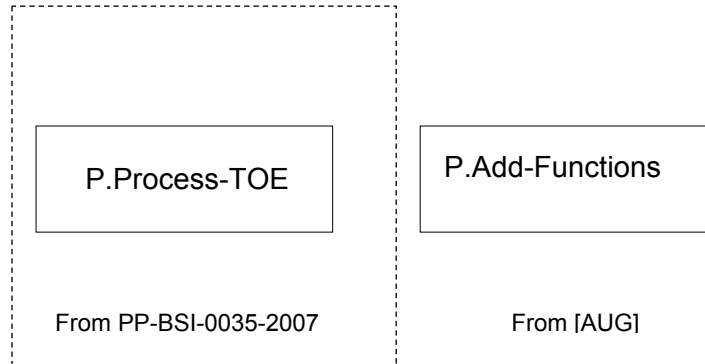 P.Process-TOE
P.Add-Functions
From PP-BSI-0035-2007
From [AUG]